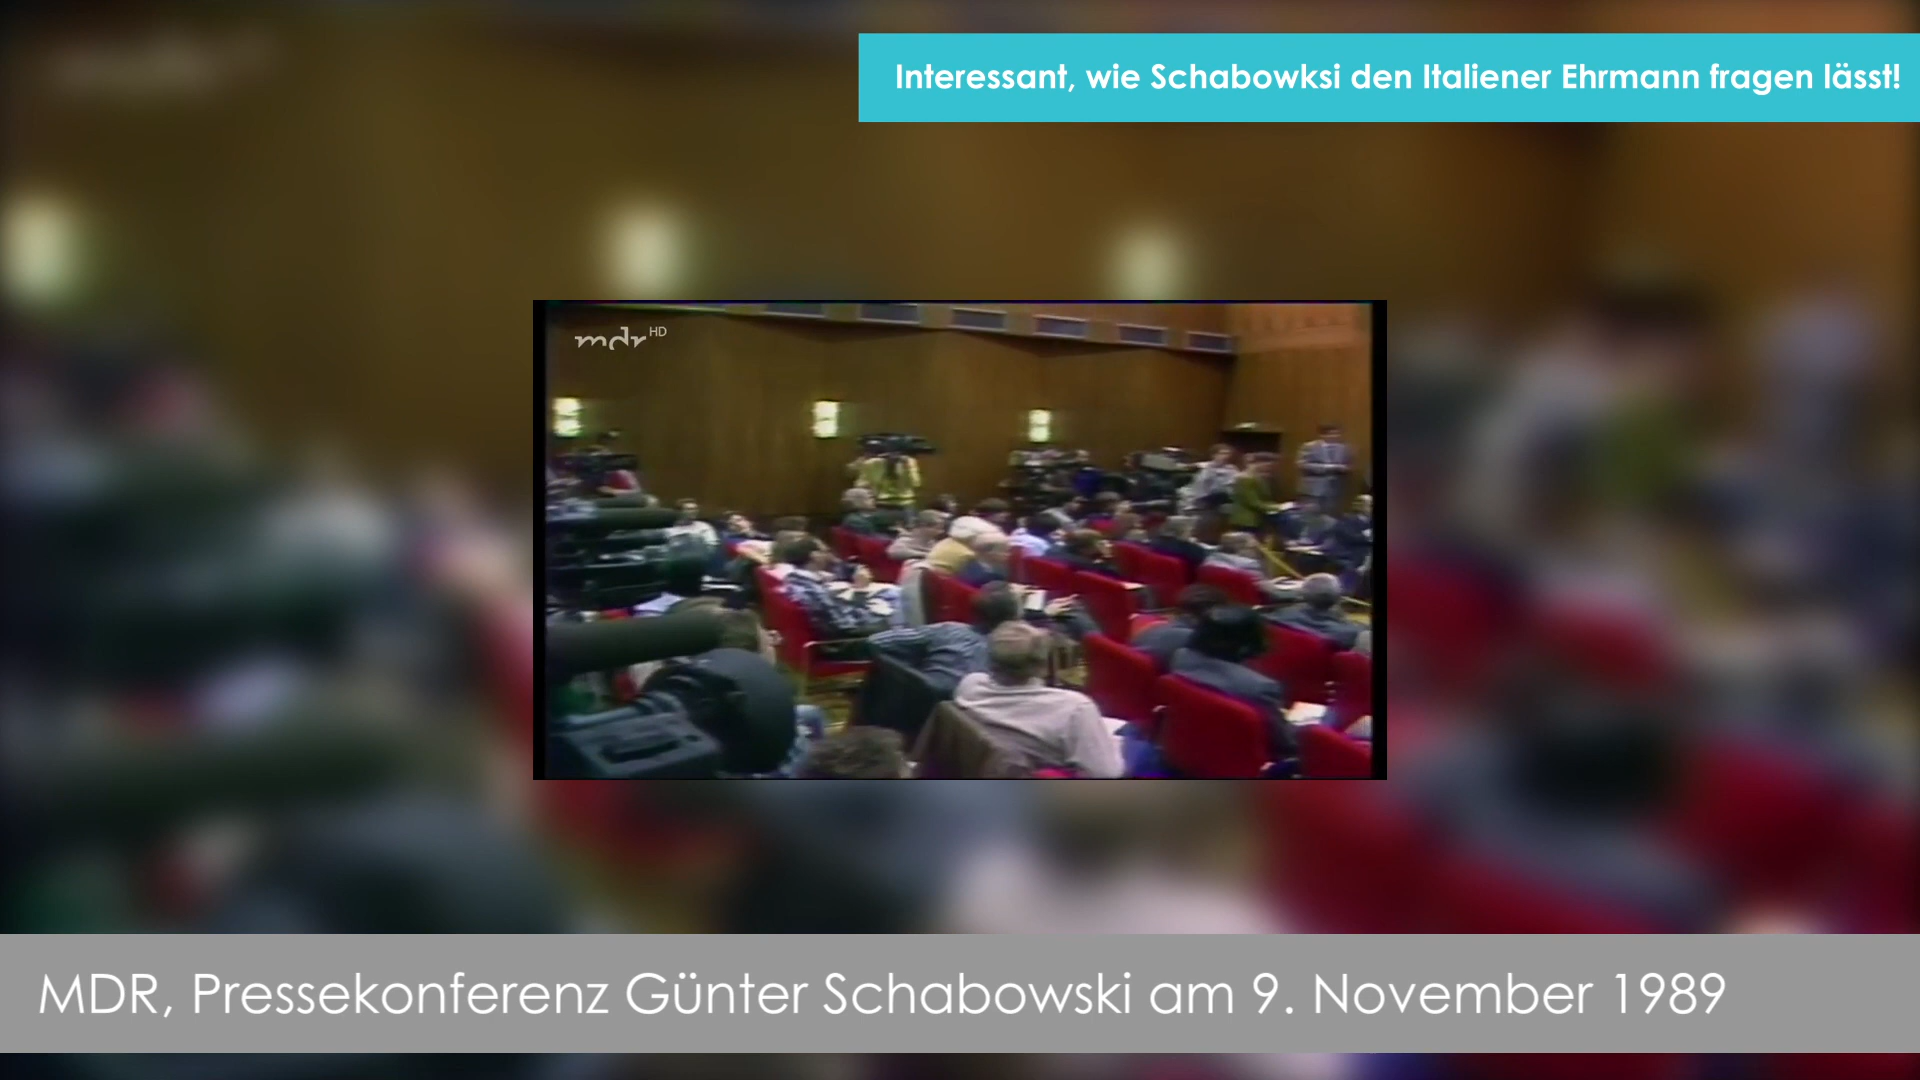 Interessant, wie Schabowksi den Italiener Ehrmann fragen lässt!
mdr HD
MDR, Pressekonferenz Günter Schabowski am 9. November 1989